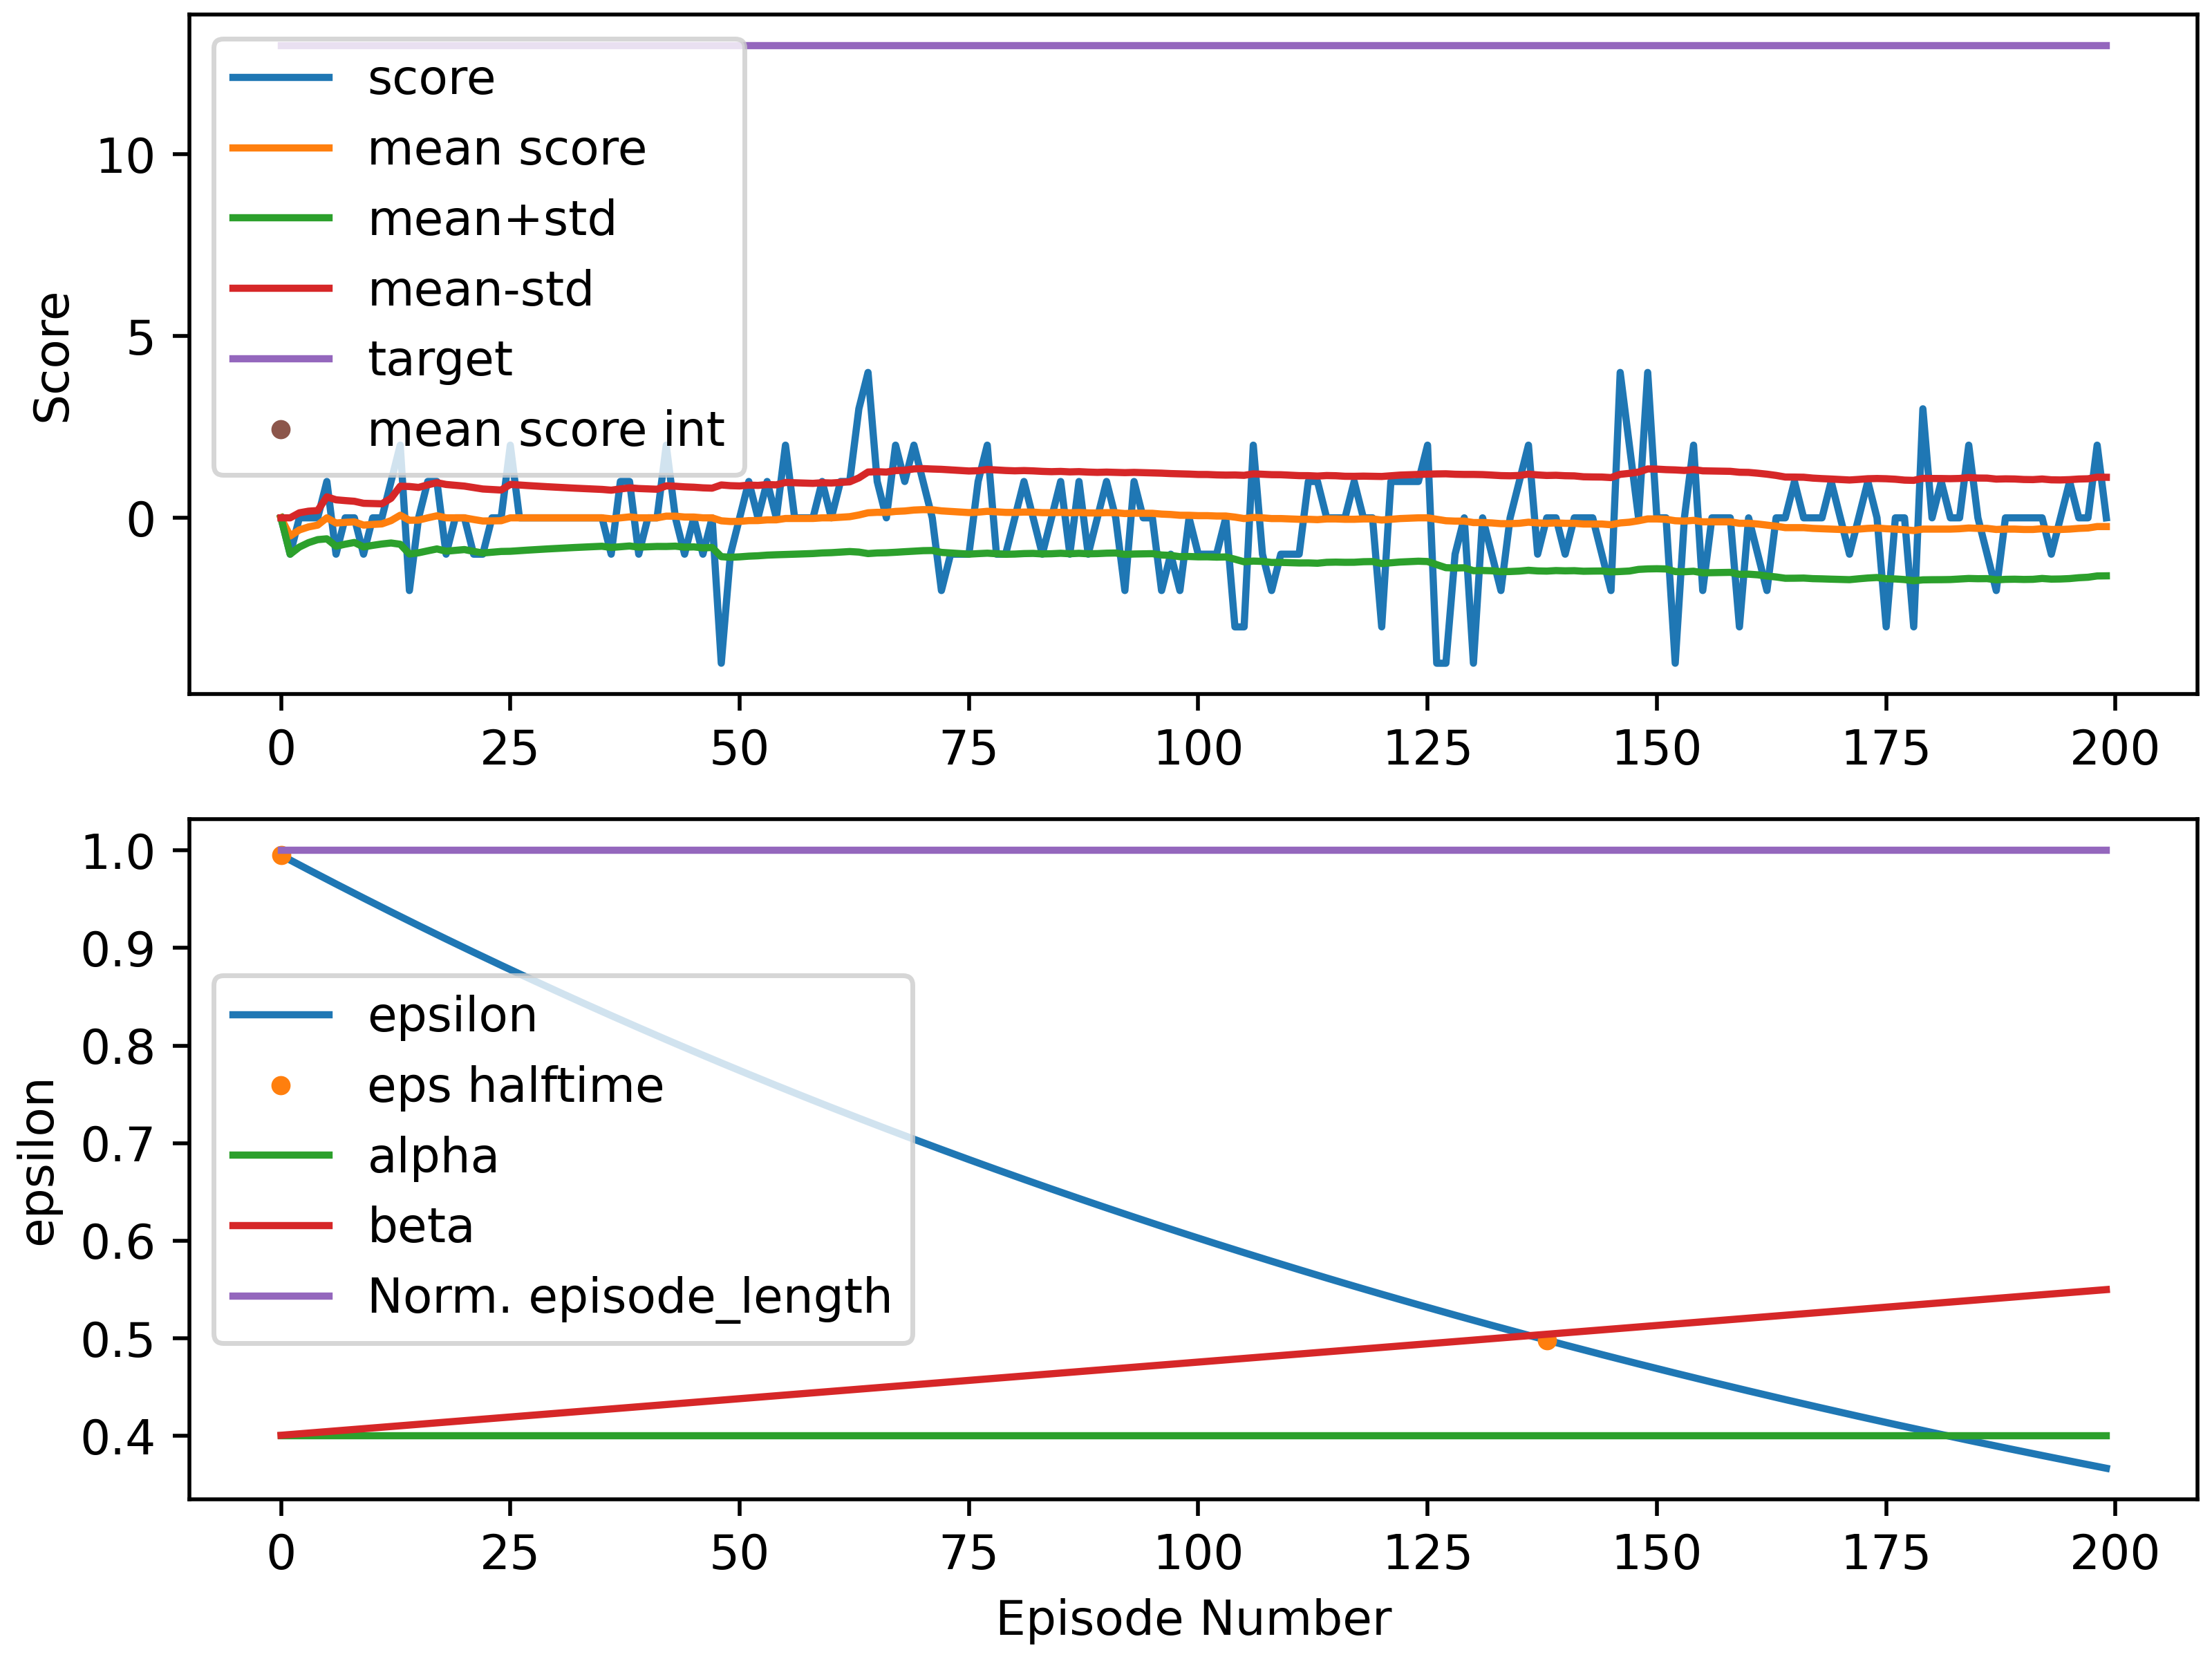 10
5
0
Score
score
mean score
mean+std
mean-std
target
mean score int
0 25 50 75 100 125 150 175 200
1.0
0.9
0.8
0.7
0.6
0.5
0.4
epsilon
epsilon
eps halftime
alpha
beta
Norm. episode_length
0 25 50 75 100 125 150 175 200
Episode Number